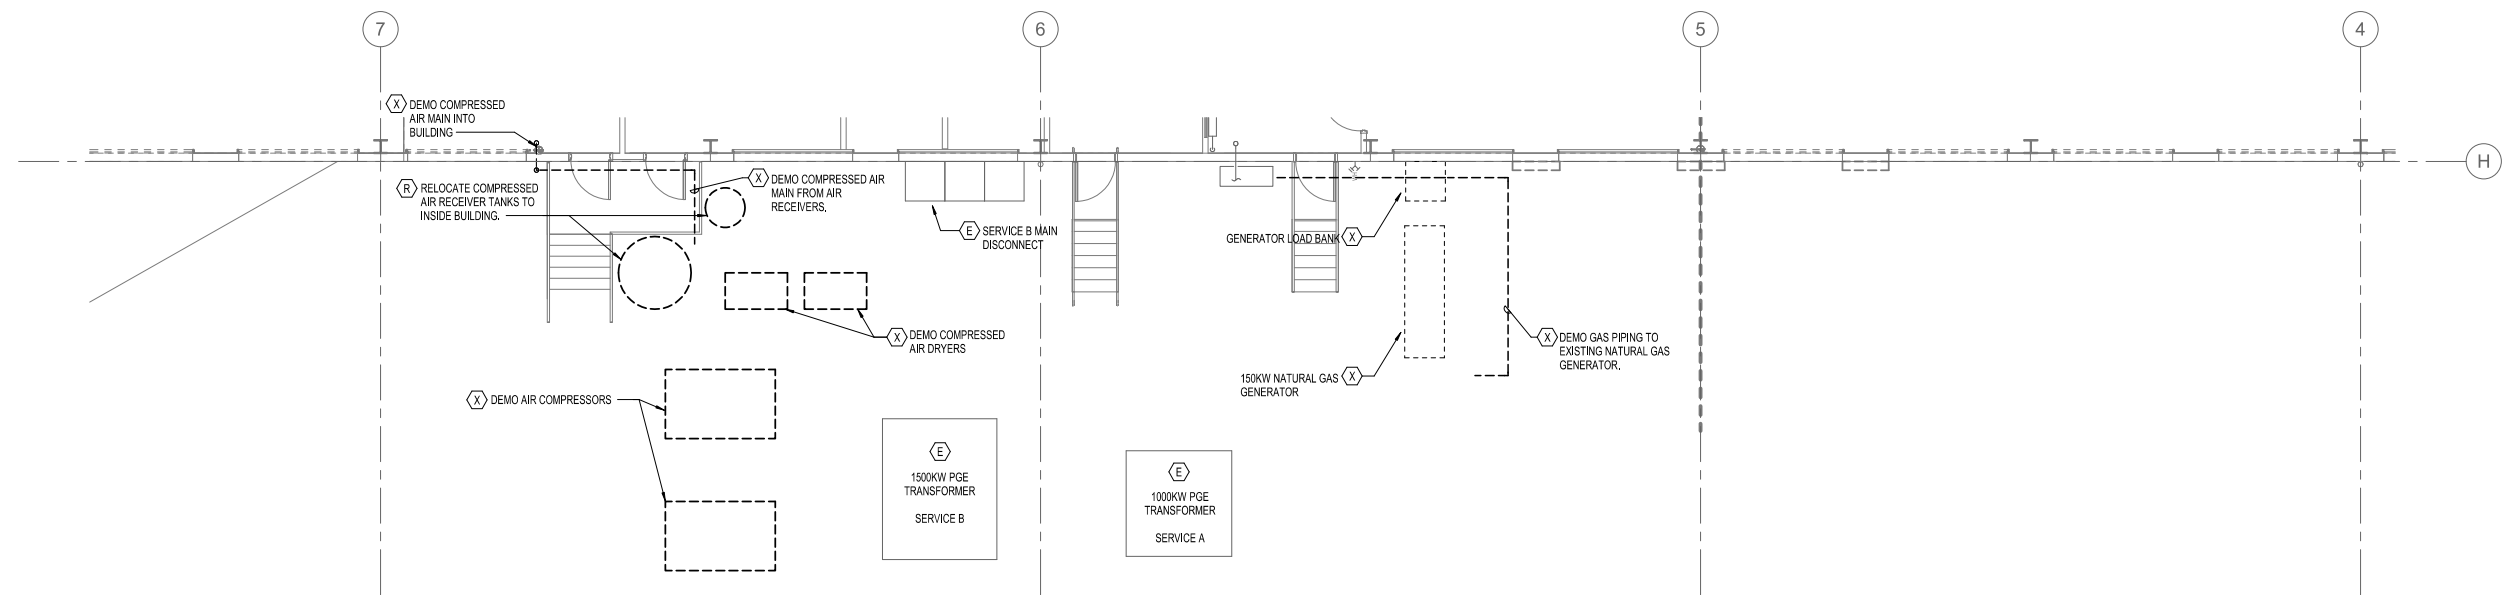 7
6
5
4
X
DEMO COMPRESSED
AIR MAIN INTO
BUILDING
H
R
RELOCATE COMPRESSED
AIR RECEIVER TANKS TO
INSIDE BUILDING.
X
DEMO COMPRESSED AIR
MAIN FROM AIR
RECEIVERS.
E
SERVICE B MAIN
DISCONNECT
GENERATOR LOAD BANK
X
X
DEMO COMPRESSED
AIR DRYERS
X
DEMO GAS PIPING TO
EXISTING NATURAL GAS
GENERATOR.
150KW NATURAL GAS
GENERATOR
X
X
DEMO AIR COMPRESSORS
E
1500KW PGE
TRANSFORMER
SERVICE B
E
1000KW PGE
TRANSFORMER
SERVICE A